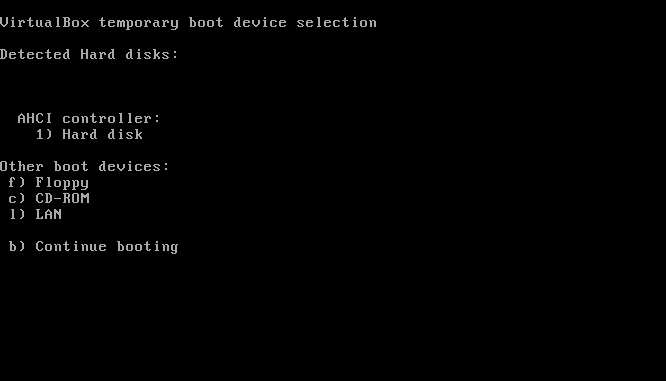 VirtualBox temporary boot device selection
Detected Hard disks:
AHCI controller:
1) Hard disk
Other boot devices:
f) Floppy
c) CD-ROM
l) LAN
b) Continue booting